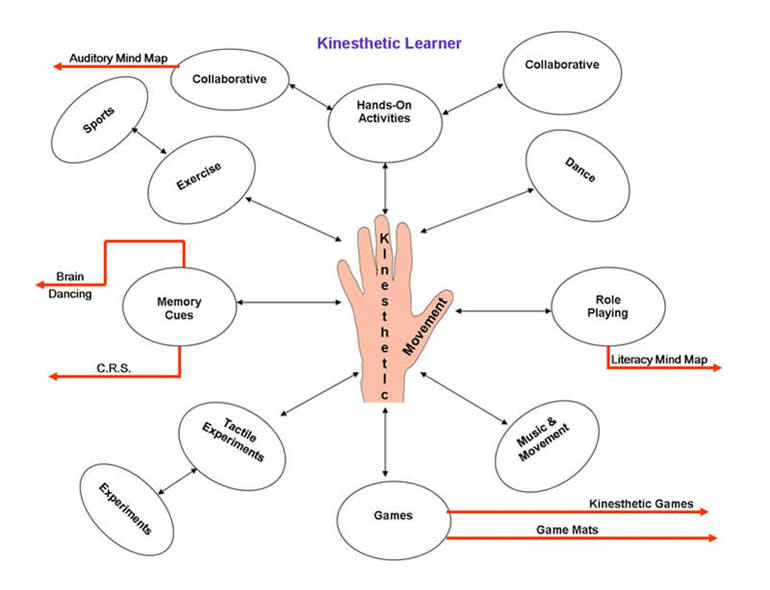 Kinesthetic Learner
Auditory Mind Map
Collaborative
Collaborative
Hands-On
Activities
Sports
Exercise
Dance
KInesthetIc
Movement
Brain
Dancing
Memory
Cues
Role
Playing
C.R.S.
Literacy Mind Map
Tactile
Experiments
Music &
Movement
Experiments
Games
Kinesthetic Games
Game Mats